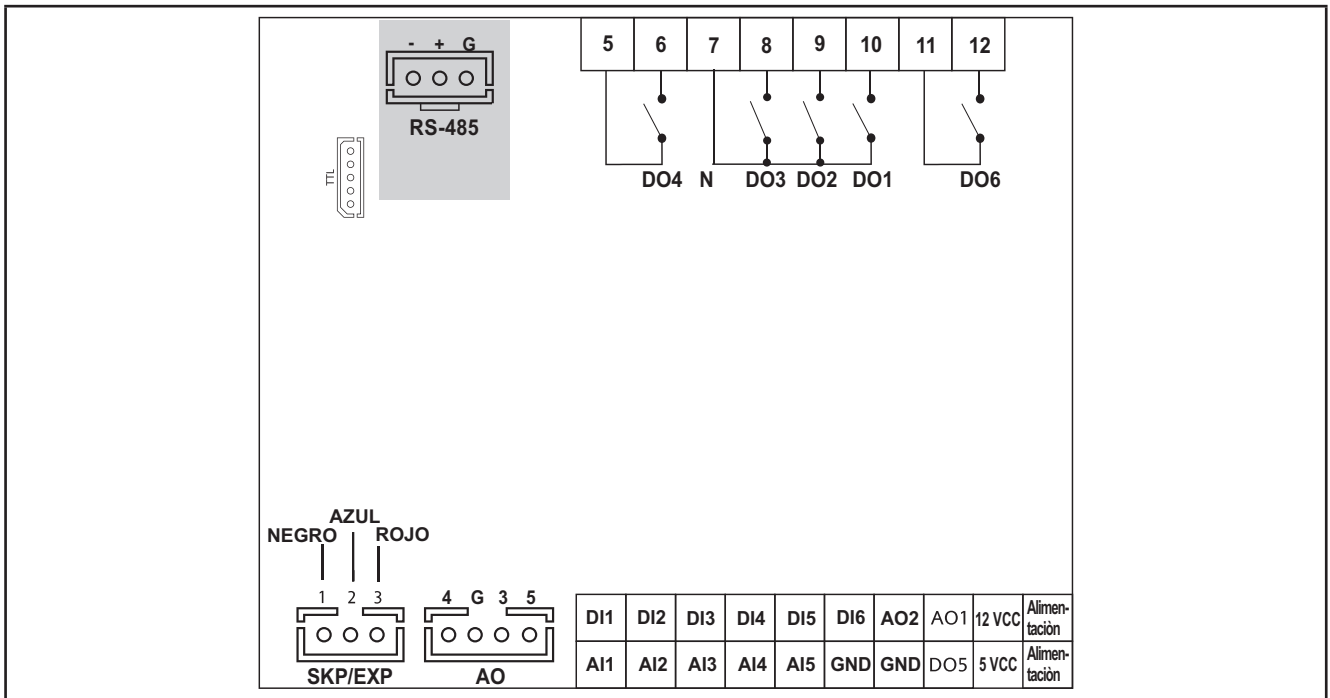 - + G
RS-485
TTL
5 6 7 8 9 10 11 12
DO4 N DO3 DO2 DO1 DO6
AZUL
NEGRO ROJO
1 2 3
SKP/EXP
4 G 3 5
AO
DI1 DI2 DI3 DI4 DI5 DI6 AO2 AO1 12 VCC Alimen-
taciòn
AI1 AI2 AI3 AI4 AI5 GND GND DO5 5 VCC Alimen-
taciòn